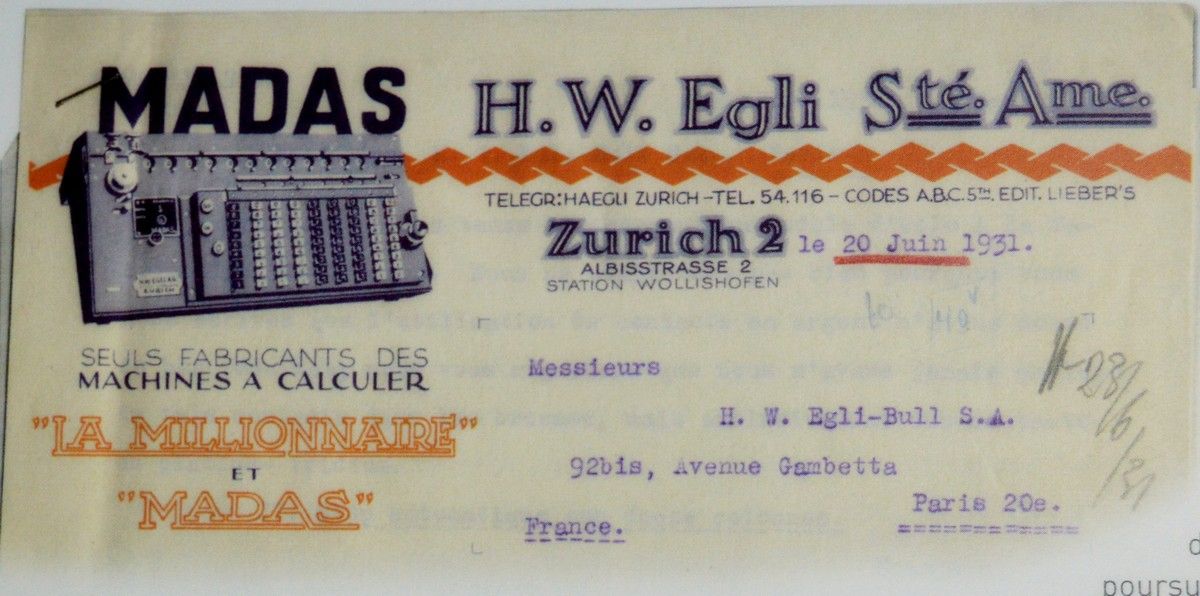 MADAS
H. W. Egli Sté. Ame.
TELEGR: HAEGLI ZURICH - TEL. 54.116 - CODES A.B.C. 5TH. EDIT. LIEBER'S
Zurich 2 le 20 Juin 1931.
ALBISSTRASSE 2
STATION WOLLISHOFEN
SEULS FABRICANTS DES
MACHINES A CALCULER
"LA MILLIONNAIRE"
ET
"MADAS"
Messieurs
H. W. Egli-Bull S.A.
92bis, Avenue Gambetta
Paris 20e.
France.
23/6/31
d
poursu